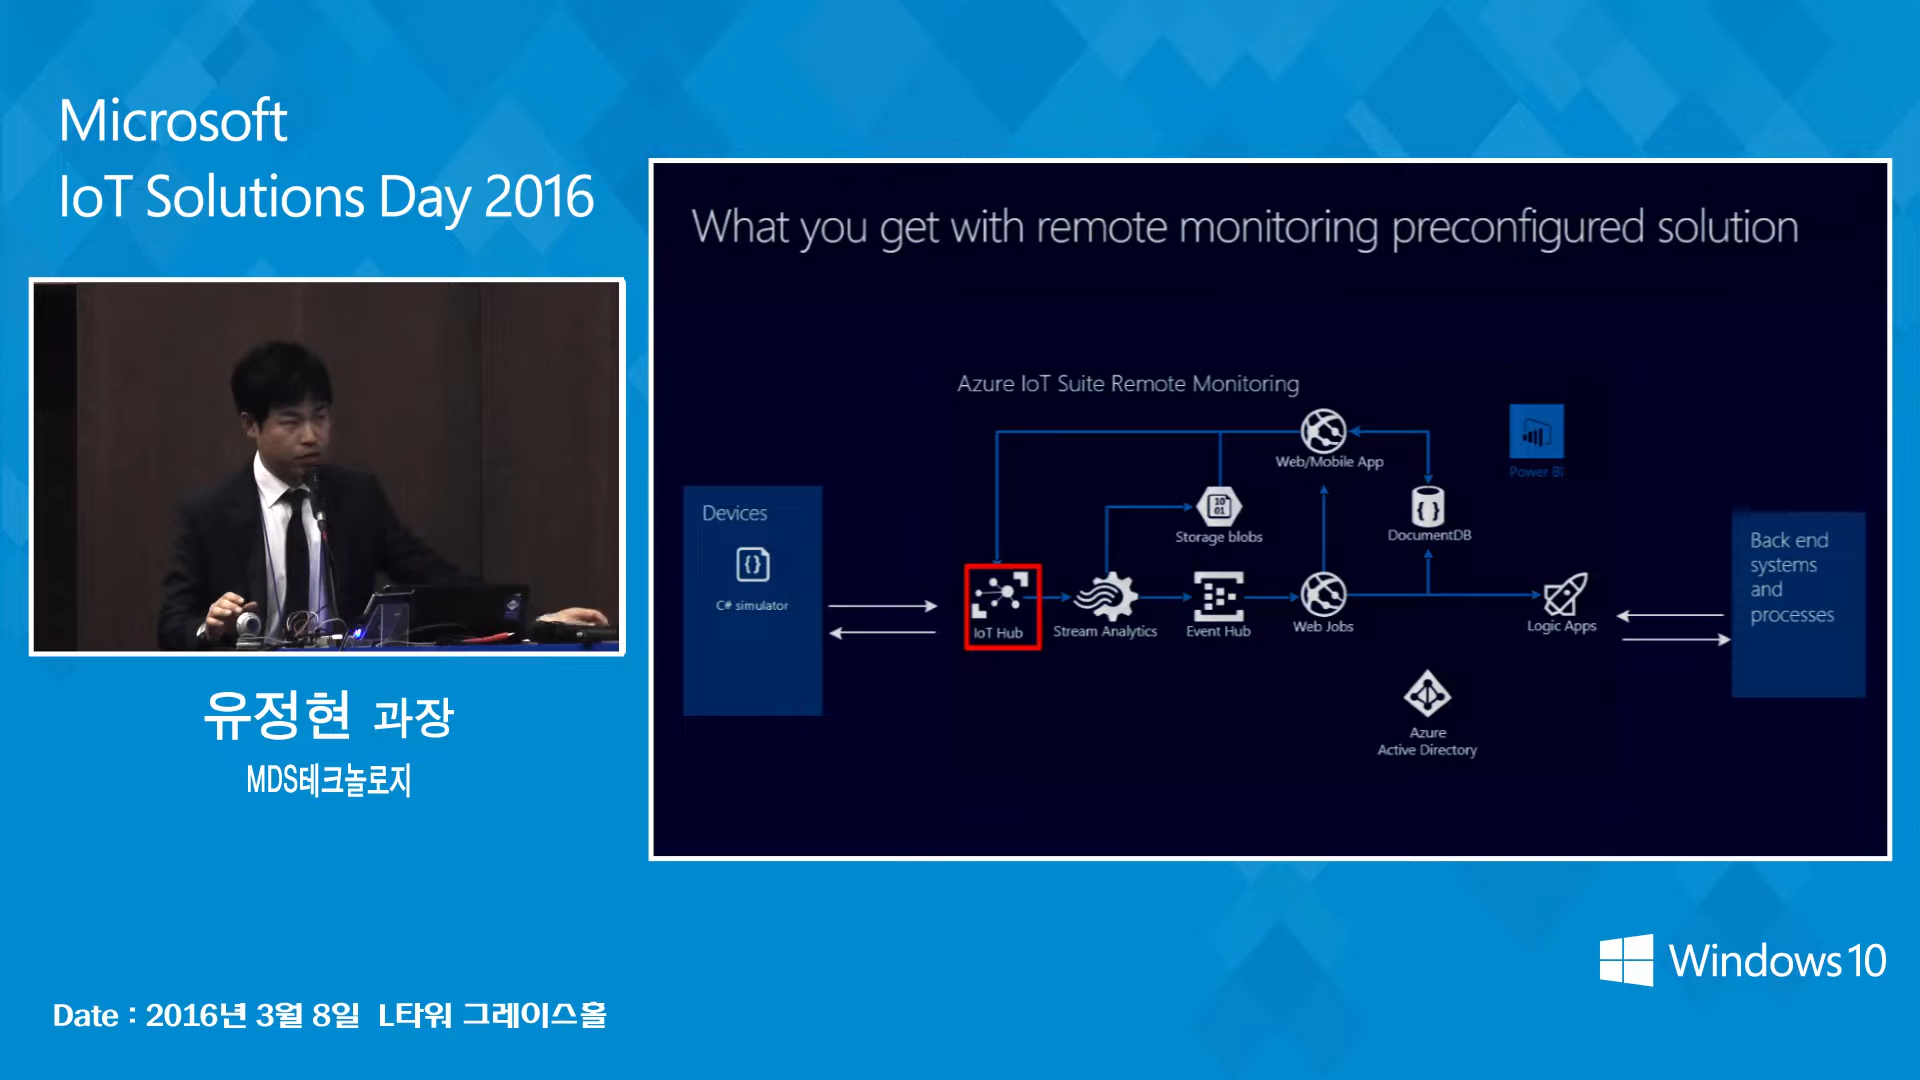 Microsoft
IoT Solutions Day 2016
유정현 과장
MDS테크놀로지
Date : 2016년 3월 8일 L타워 그레이스홀
What you get with remote monitoring preconfigured solution
Azure IoT Suite Remote Monitoring
Web/Mobile App
Power BI
Devices
C# simulator
Storage blobs
DocumentDB
IoT Hub
Stream Analytics
Event Hub
Web Jobs
Logic Apps
Back end
systems
and
processes
Azure
Active Directory
Windows 10